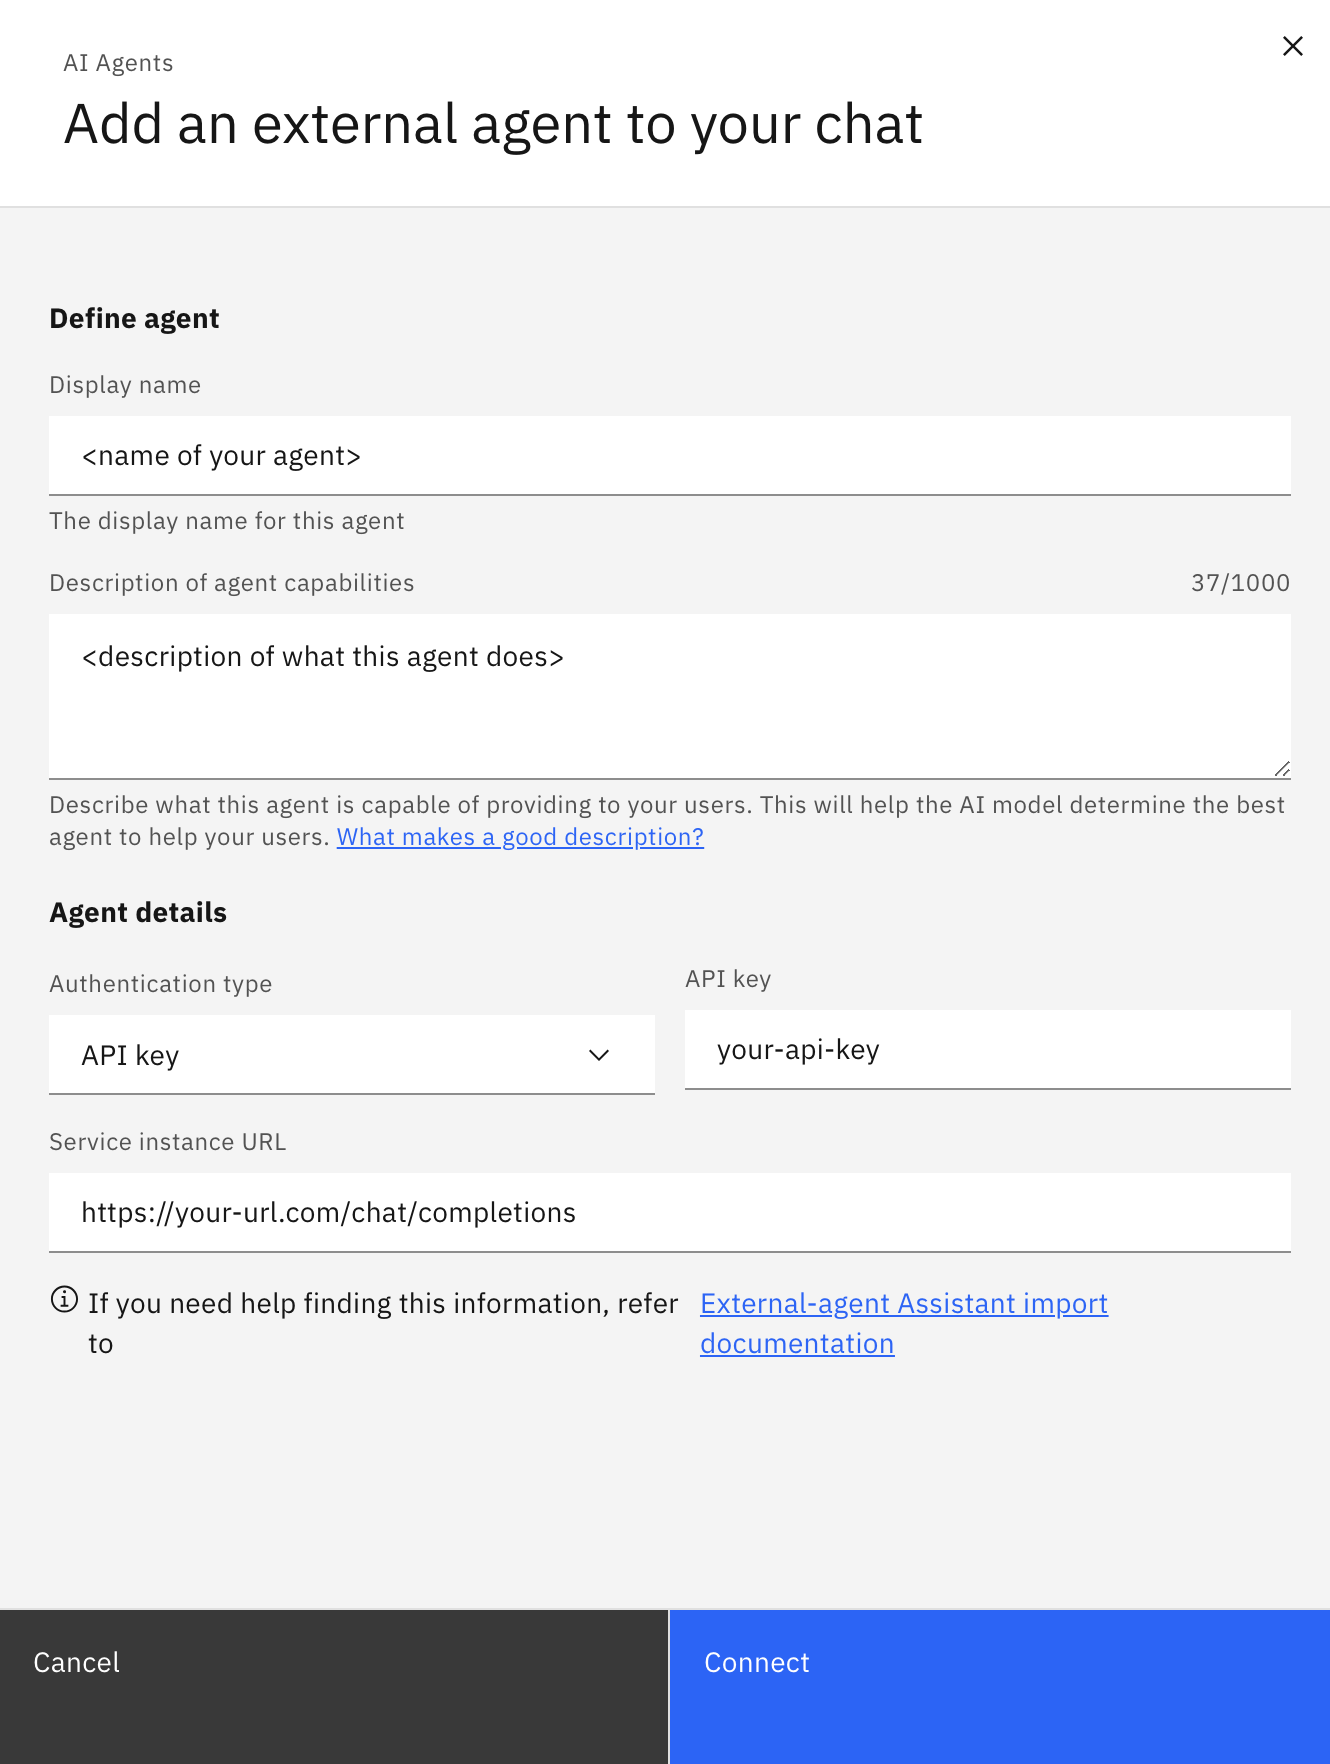 AI Agents
Add an external agent to your chat
Define agent
Display name
<name of your agent>
The display name for this agent
Description of agent capabilities 37/1000
<description of what this agent does>
Describe what this agent is capable of providing to your users. This will help the AI model determine the best
agent to help your users. What makes a good description?
Agent details
Authentication type
API key
API key
your-api-key
Service instance URL
https://your-url.com/chat/completions
If you need help finding this information, refer
to
External-agent Assistant import
documentation
Cancel
Connect